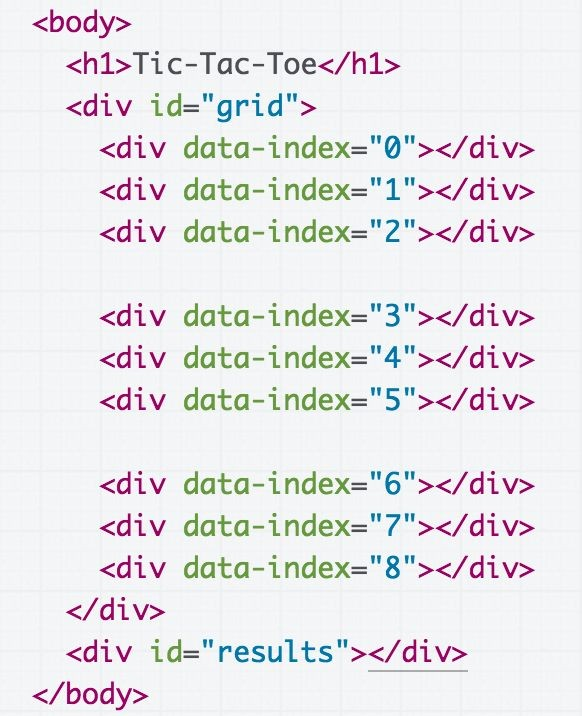 <body>
<h1>Tic-Tac-Toe</h1>
<div id="grid">
<div data-index="0"></div>
<div data-index="1"></div>
<div data-index="2"></div>
<div data-index="3"></div>
<div data-index="4"></div>
<div data-index="5"></div>
<div data-index="6"></div>
<div data-index="7"></div>
<div data-index="8"></div>
</div>
<div id="results"></div>
</body>